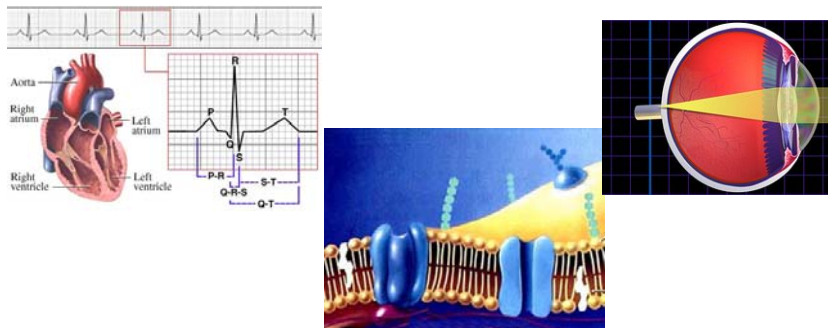 Aorta
Right
atrium
Left
atrium
Right
ventricle
Left
ventricle
R
P
T
Q
S
P-R
S-T
Q-R-S
Q-T